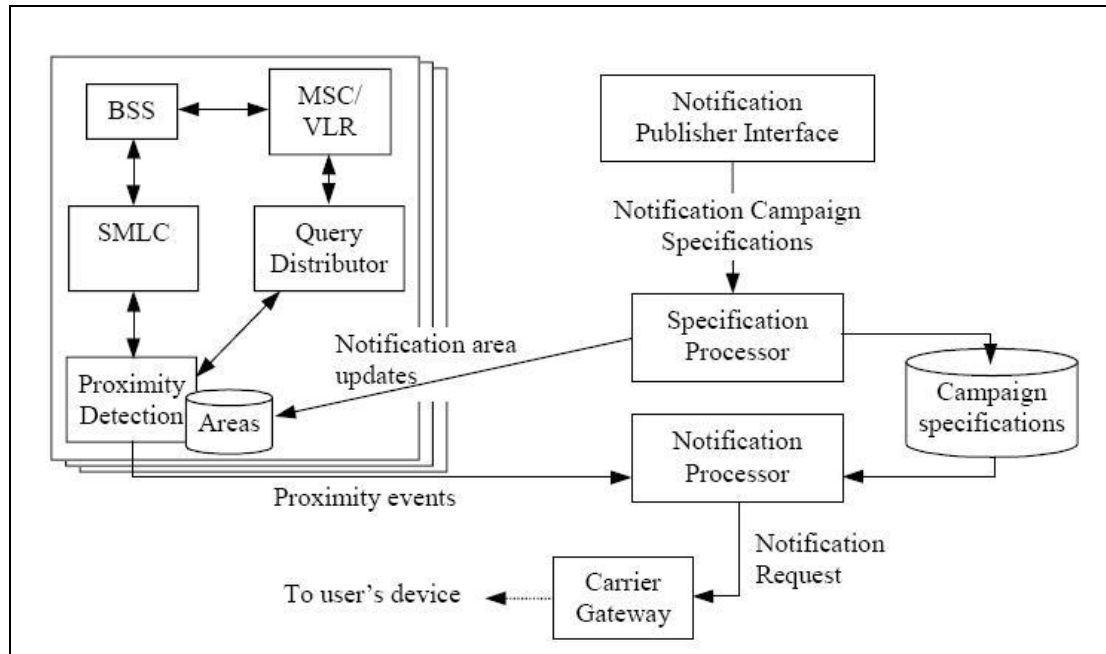 BSS
MSC/
VLR
SMLC
Query
Distributor
Proximity
Detection
Areas
Notification
Publisher Interface
Notification Campaign
Specifications
Specification
Processor
Notification area
updates
Campaign
specifications
Notification
Processor
Proximity events
Notification
Request
Carrier
Gateway
To user's device